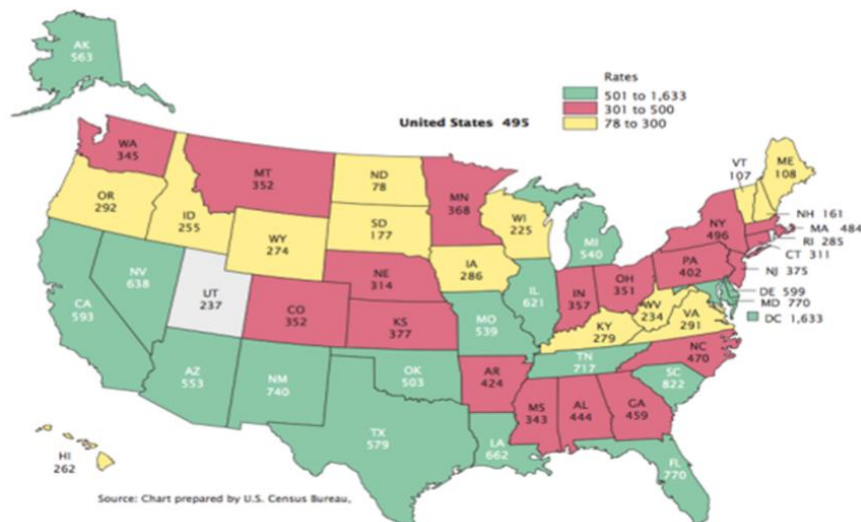 AK
563
Rates
501 to 1,633
301 to 500
78 to 300
United States 495
WA
345
MT
352
ND
78
MN
368
VT
107
ME
108
OR
292
ID
255
WY
274
SD
177
WI
225
MI
540
NY
496
NH 161
MA 484
RI 285
CT 311
NJ 375
DE 599
MD 770
DC 1,633
NV
638
CA
593
UT
237
CO
352
NE
314
KS
377
IA
286
MO
539
IL
621
IN
357
OH
351
PA
402
WV
234
VA
291
KY
279
NC
470
TN
717
SC
822
AZ
553
NM
740
OK
503
AR
424
MS
343
AL
444
GA
459
TX
579
LA
662
FL
770
HI
262
Source: Chart prepared by U.S. Census Bureau,